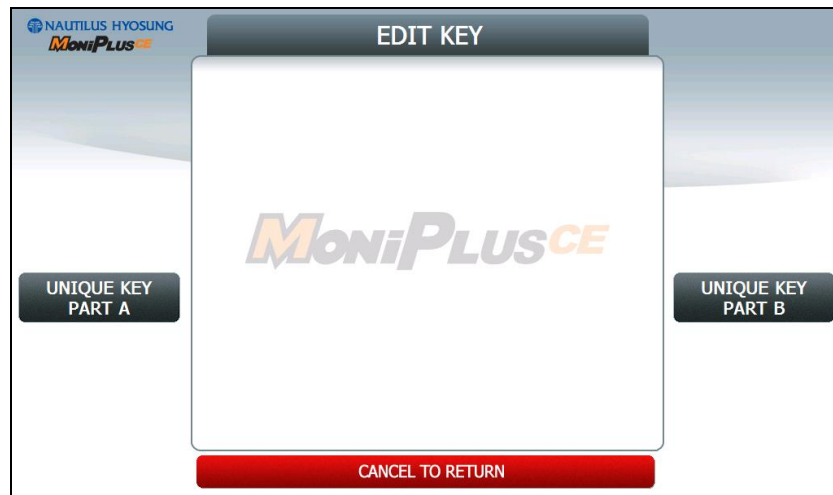 NAUTILUS HYOSUNG
MONIPLUSCE
EDIT KEY
MONIPLUSCE
UNIQUE KEY
PART A
UNIQUE KEY
PART B
CANCEL TO RETURN